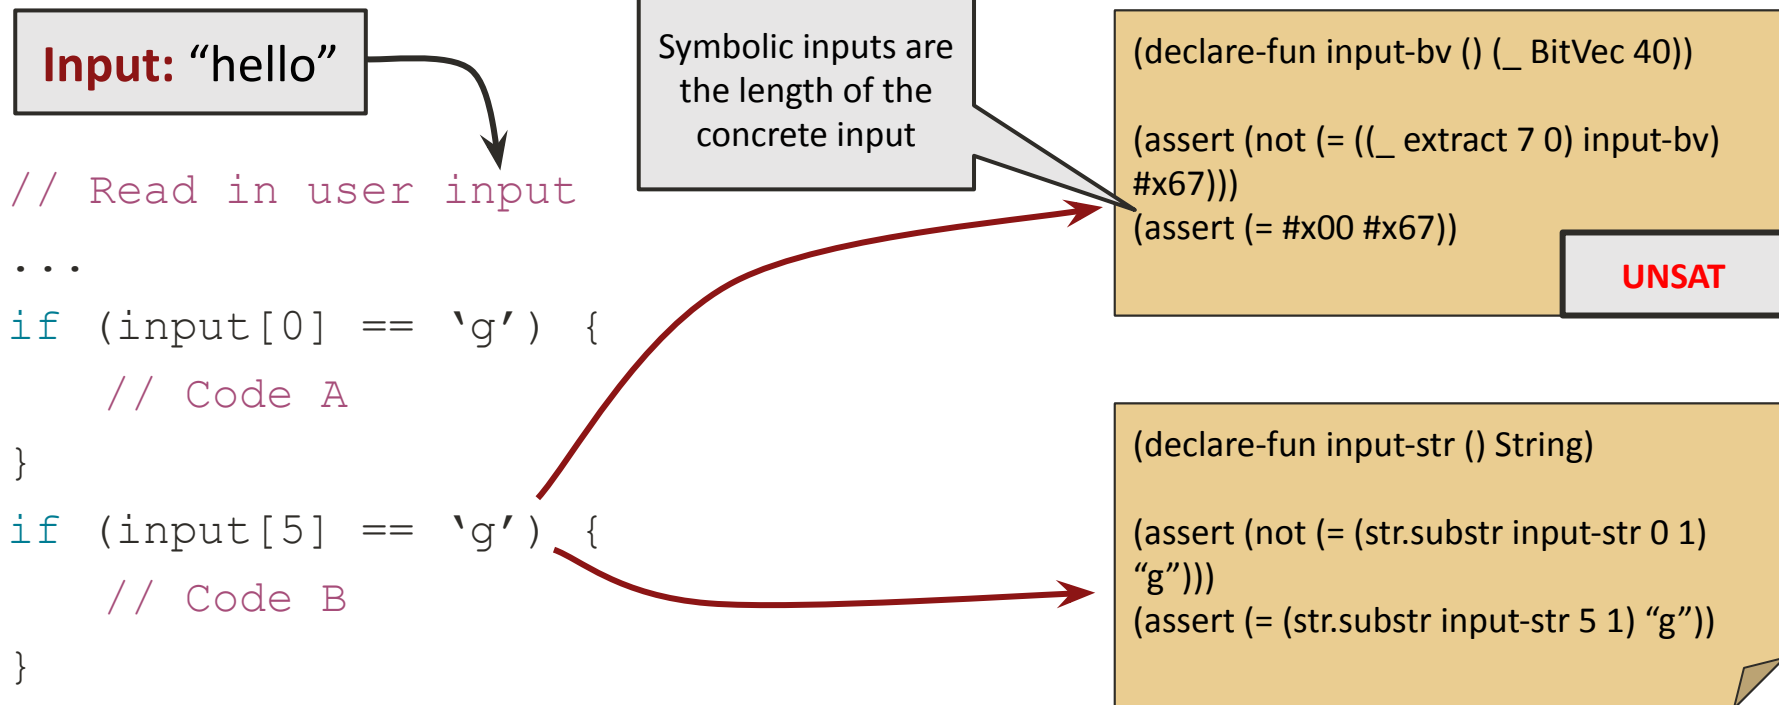 Input: “hello”
// Read in user input
...
if (input[0] == ‘g’) {
// Code A
}
if (input[5] == ‘g’) {
// Code B
}
Symbolic inputs are
the length of the
concrete input
(declare-fun input-bv () (_ BitVec 40))
(assert (not (= ((_ extract 7 0) input-bv)
#x67)))
(assert (= #x00 #x67))
UNSAT
(declare-fun input-str () String)
(assert (not (= (str.substr input-str 0 1)
“g”)))
(assert (= (str.substr input-str 5 1) “g”))